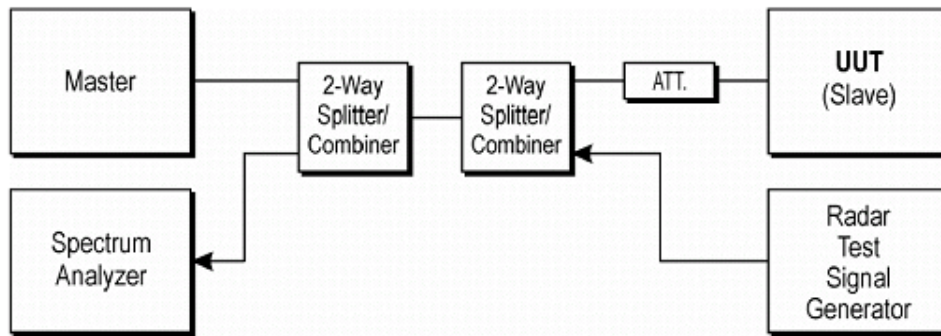 Master
2-Way
Splitter/
Combiner
2-Way
Splitter/
Combiner
ATT.
UUT
(Slave)
Spectrum
Analyzer
Radar
Test
Signal
Generator